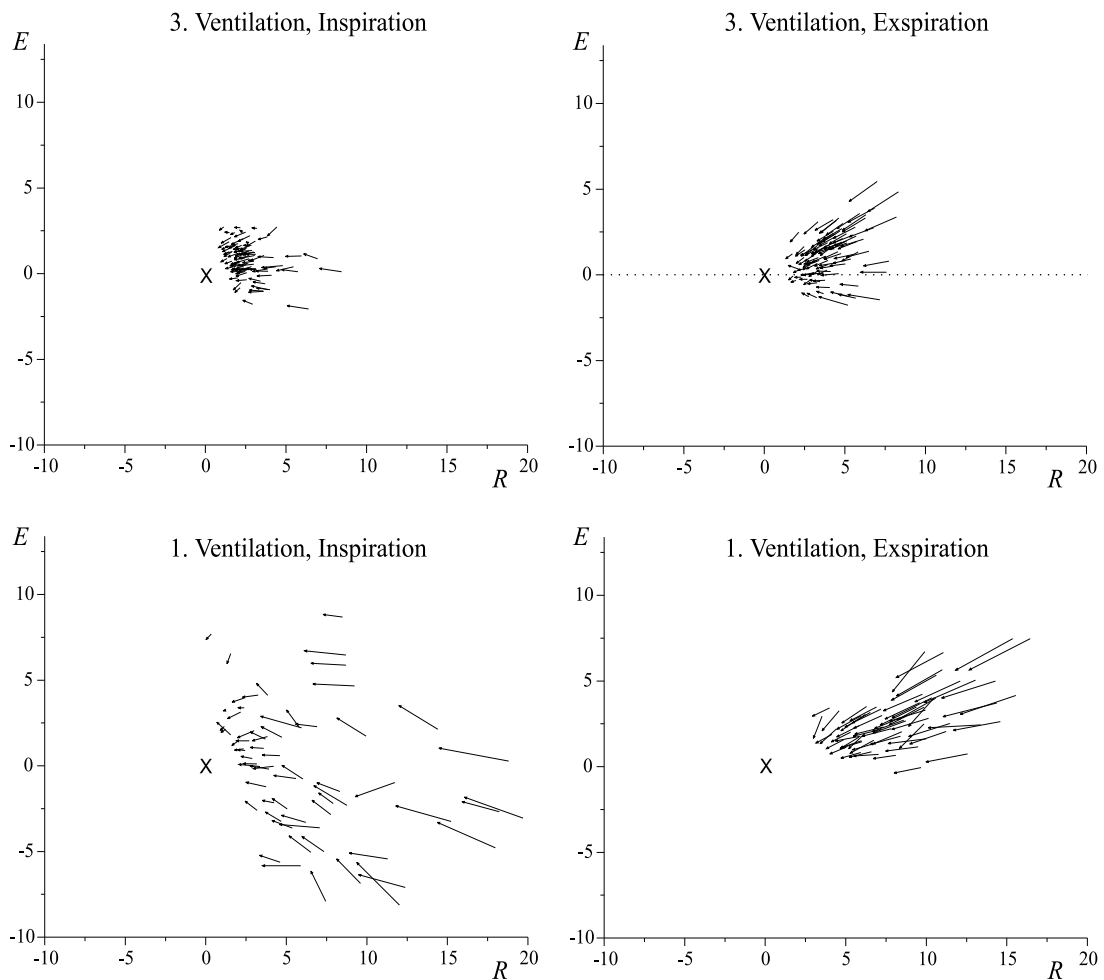 3. Ventilation, Inspiration
E
10
5
0
-5
-10
X
-10 -5 0 5 10 15 20
R
3. Ventilation, Exspiration
E
10
5
0
-5
-10
X
-10 -5 0 5 10 15 20
R
1. Ventilation, Inspiration
E
10
5
0
-5
-10
X
-10 -5 0 5 10 15 20
R
1. Ventilation, Exspiration
E
10
5
0
-5
-10
X
-10 -5 0 5 10 15 20
R